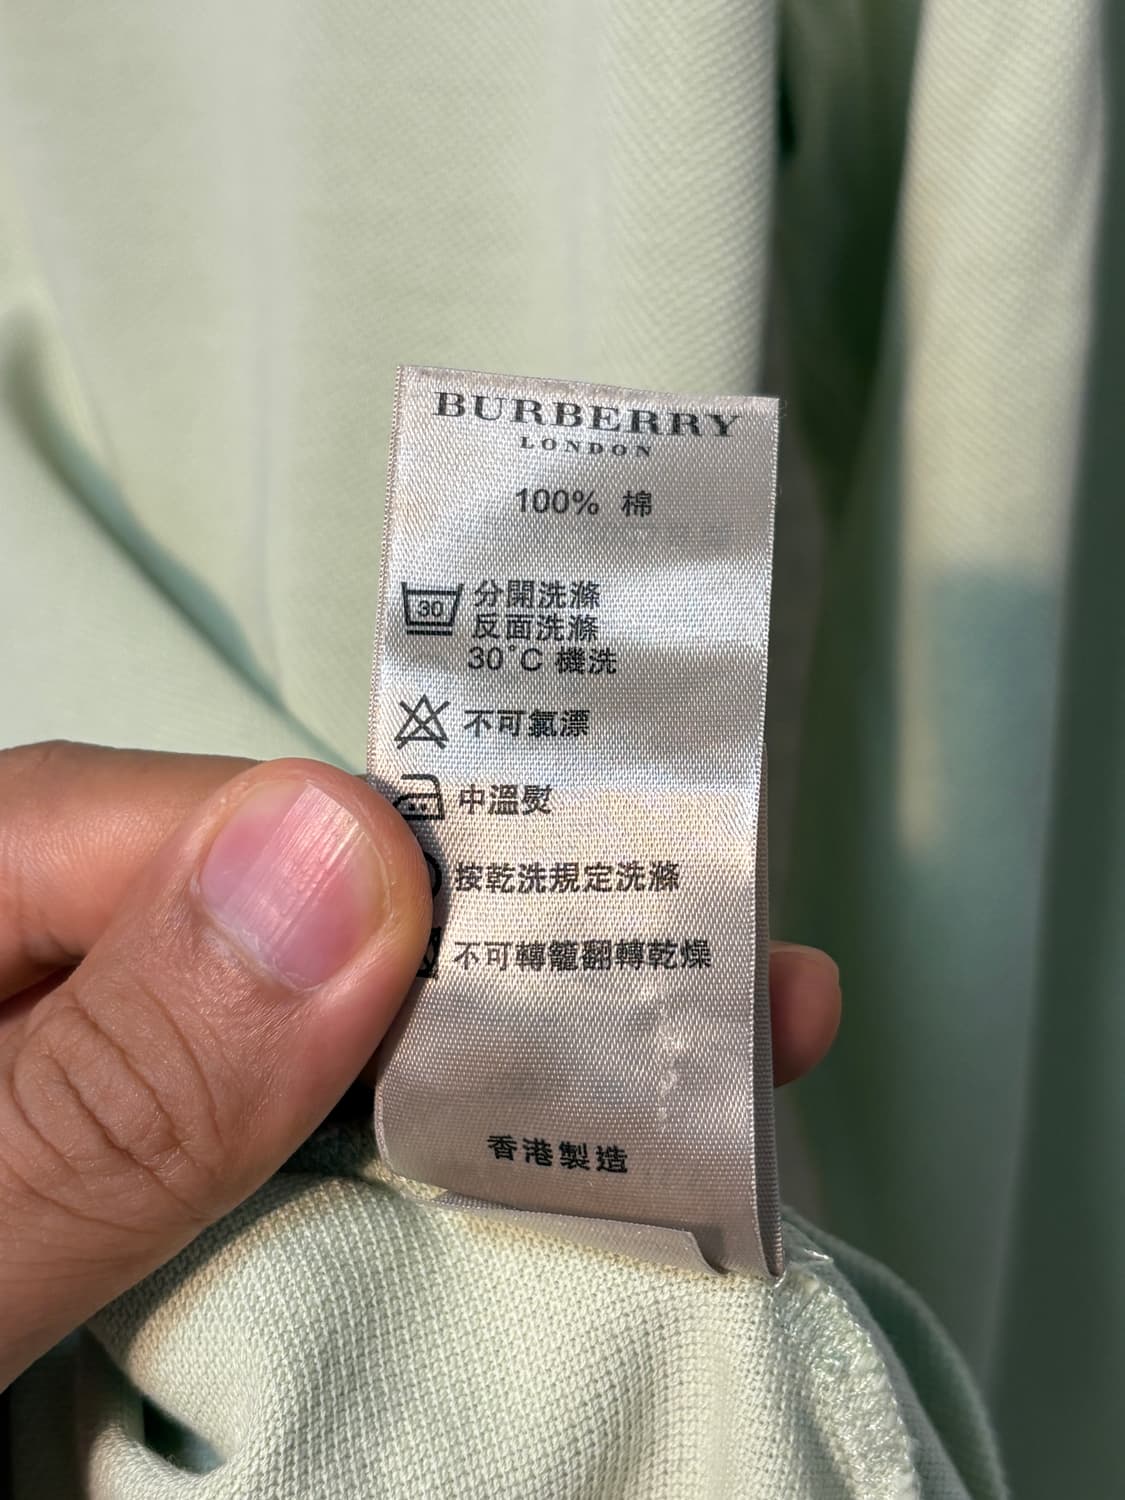 BURBERRY
LONDON
100% 棉
30 分開洗滌
反面洗滌
30°C 機洗
不可氯漂
中溫熨
按乾洗規定洗滌
不可轉籠翻轉乾燥
香港製造